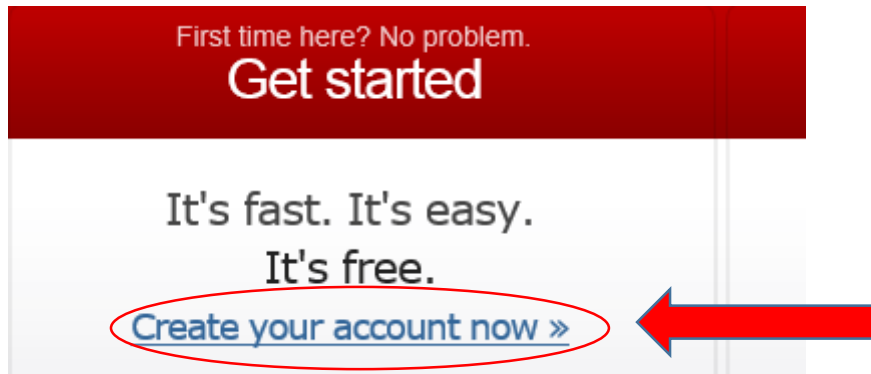 First time here? No problem.
Get started
It's fast. It's easy.
It's free.
Create your account now »